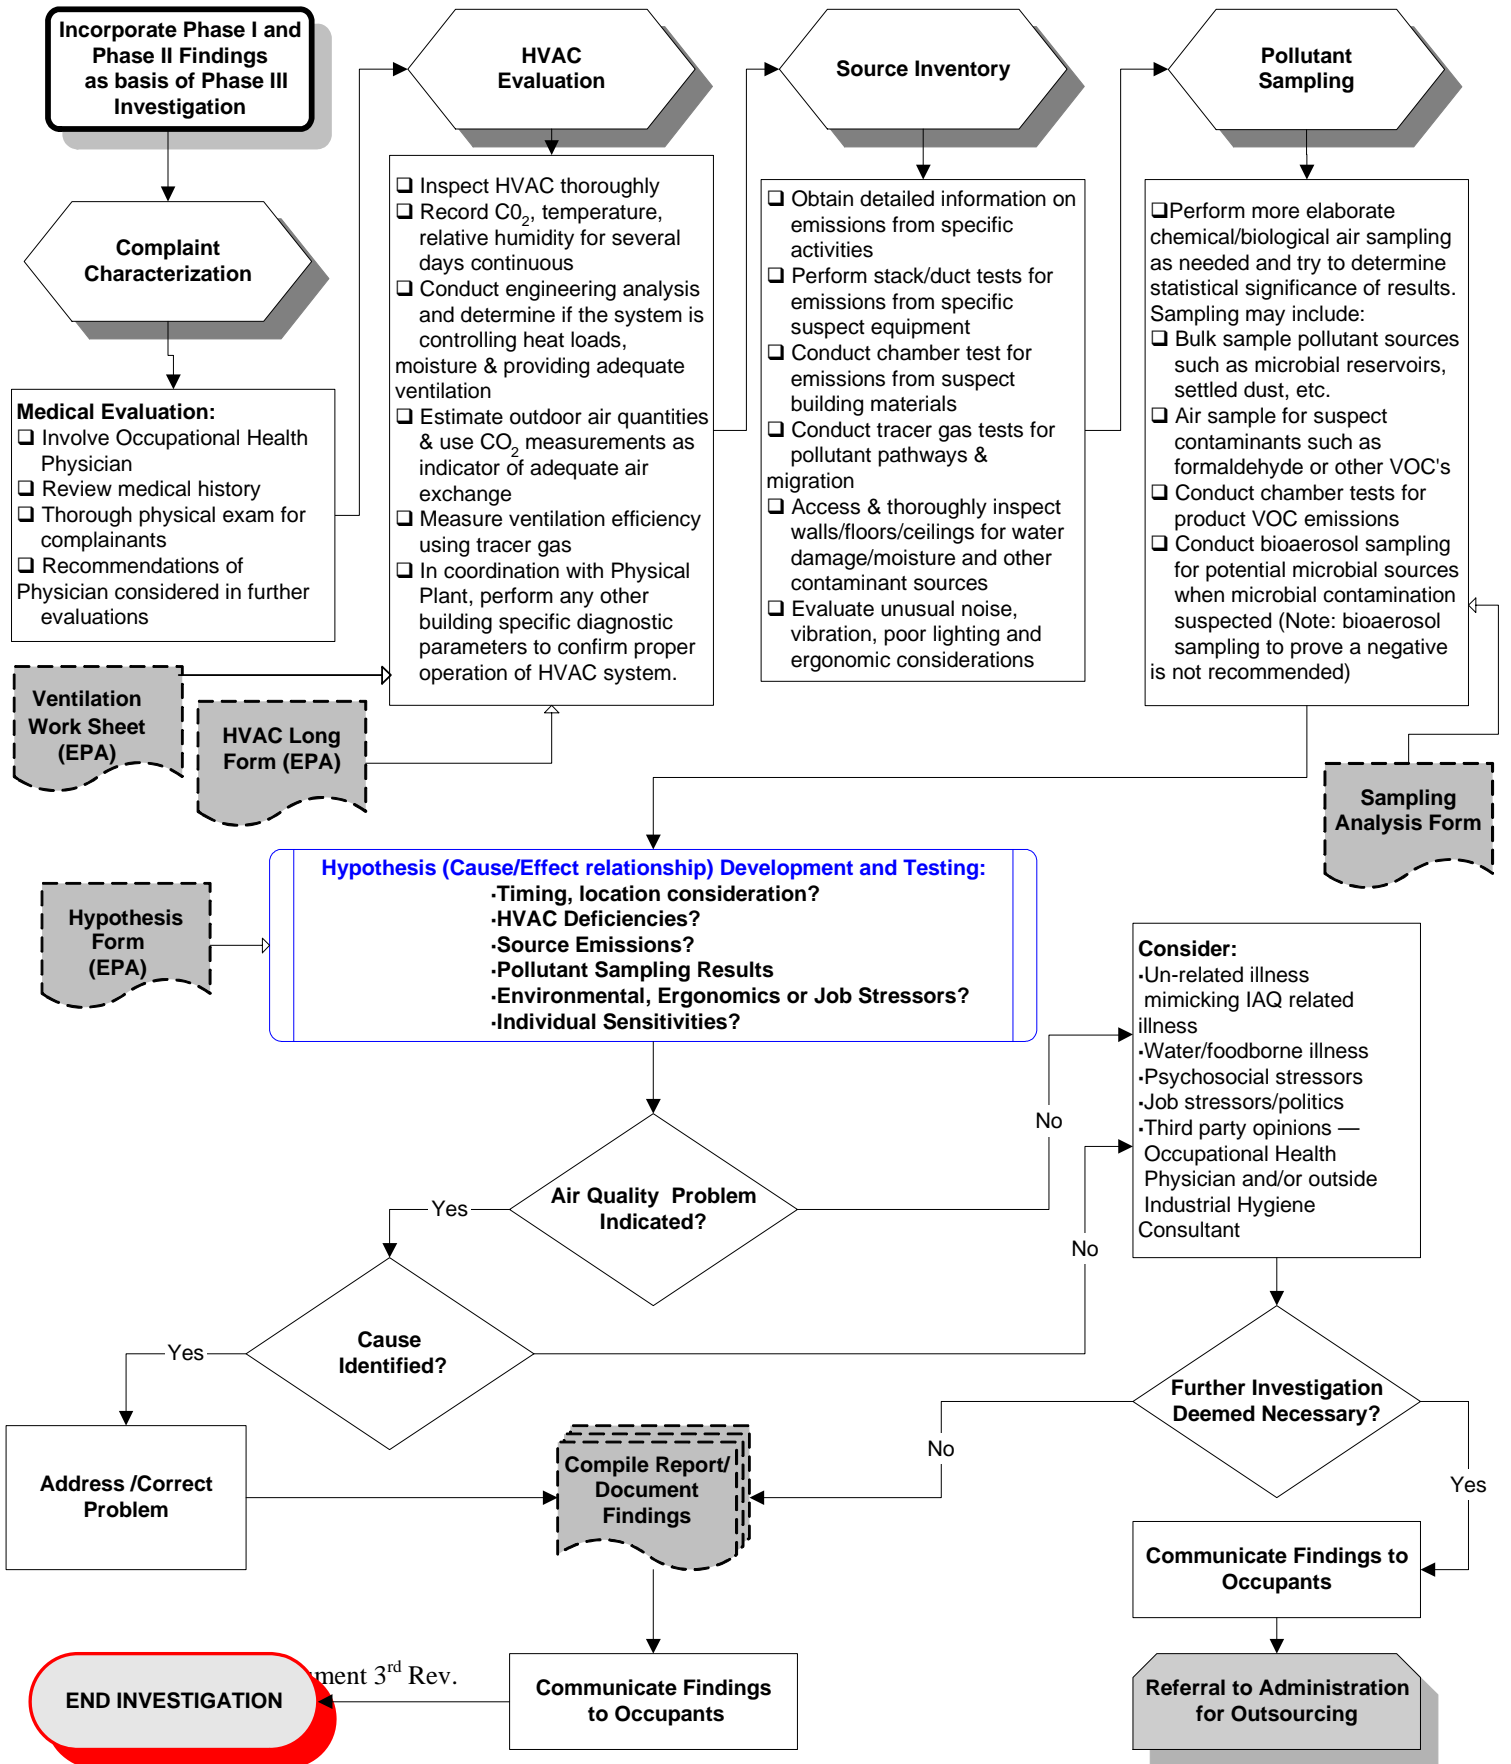 Incorporate Phase I and
Phase II Findings
as basis of Phase III
Investigation
Complaint
Characterization
Medical Evaluation:
❑ Involve Occupational Health
Physician
❑ Review medical history
❑ Thorough physical exam for
complainants
❑ Recommendations of
Physician considered in further
evaluations
HVAC
Evaluation
❑ Inspect HVAC thoroughly
❑ Record C0₂, temperature,
relative humidity for several
days continuous
❑ Conduct engineering analysis
and determine if the system is
controlling heat loads,
moisture & providing adequate
ventilation
❑ Estimate outdoor air quantities
& use CO₂ measurements as
indicator of adequate air
exchange
❑ Measure ventilation efficiency
using tracer gas
❑ In coordination with Physical
Plant, perform any other
building specific diagnostic
parameters to confirm proper
operation of HVAC system.
Source Inventory
❑ Obtain detailed information on
emissions from specific
activities
❑ Perform stack/duct tests for
emissions from specific
suspect equipment
❑ Conduct chamber test for
emissions from suspect
building materials
❑ Conduct tracer gas tests for
pollutant pathways &
migration
❑ Access & thoroughly inspect
walls/floors/ceilings for water
damage/moisture and other
contaminant sources
❑ Evaluate unusual noise,
vibration, poor lighting and
ergonomic considerations
Pollutant
Sampling
❑Perform more elaborate
chemical/biological air sampling
as needed and try to determine
statistical significance of results.
Sampling may include:
❑ Bulk sample pollutant sources
such as microbial reservoirs,
settled dust, etc.
❑ Air sample for suspect
contaminants such as
formaldehyde or other VOC's
❑ Conduct chamber tests for
product VOC emissions
❑ Conduct bioaerosol sampling
for potential microbial sources
when microbial contamination
suspected (Note: bioaerosol
sampling to prove a negative
is not recommended)
Ventilation
Work Sheet
(EPA)
HVAC Long
Form (EPA)
Sampling
Analysis Form
Hypothesis
Form
(EPA)
Hypothesis (Cause/Effect relationship) Development and Testing:
·Timing, location consideration?
·HVAC Deficiencies?
·Source Emissions?
·Pollutant Sampling Results
·Environmental, Ergonomics or Job Stressors?
·Individual Sensitivities?
Consider:
·Un-related illness
mimicking IAQ related
illness
·Water/foodborne illness
·Psychosocial stressors
·Job stressors/politics
·Third party opinions —
Occupational Health
Physician and/or outside
Industrial Hygiene
Consultant
No
Air Quality Problem
Indicated?
Yes
No
Cause
Identified?
Yes
Further Investigation
Deemed Necessary?
No
Yes
Address /Correct
Problem
Compile Report/
Document
Findings
Communicate Findings to
Occupants
END INVESTIGATION
ument 3rd Rev.
Communicate Findings
to Occupants
Referral to Administration
for Outsourcing